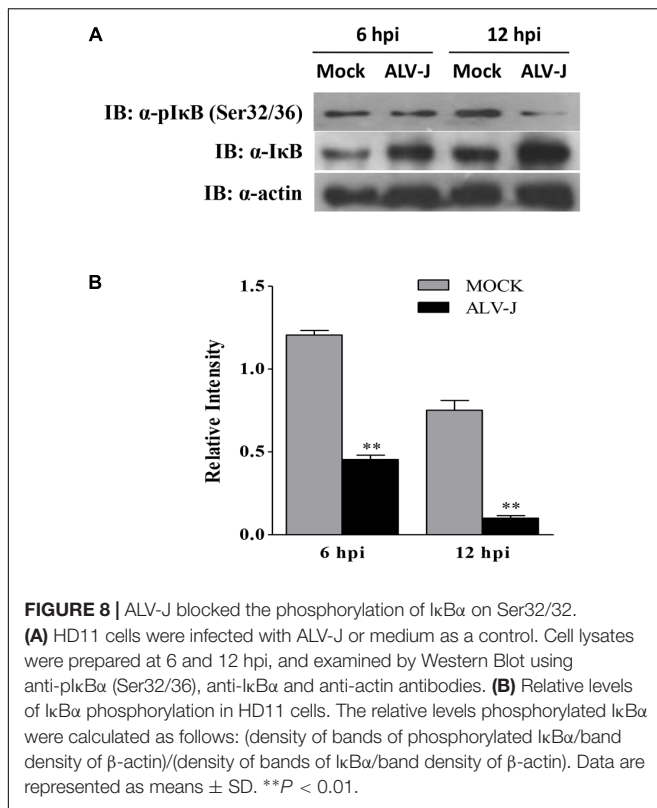 A
6 hpi 12 hpi
Mock ALV-J Mock ALV-J
IB: α-pIκB (Ser32/36)
IB: α-IκB
IB: α-actin
B
MOCK
ALV-J
Relative Intensity
1.5
1.0
0.5
0.0
**
**
6 hpi 12 hpi
FIGURE 8 | ALV-J blocked the phosphorylation of IκBα on Ser32/32.
(A) HD11 cells were infected with ALV-J or medium as a control. Cell lysates
were prepared at 6 and 12 hpi, and examined by Western Blot using
anti-pIκBα (Ser32/36), anti-IκBα and anti-actin antibodies. (B) Relative levels
of IκBα phosphorylation in HD11 cells. The relative levels phosphorylated IκBα
were calculated as follows: (density of bands of phosphorylated IκBα/band
density of β-actin)/(density of bands of IκBα/band density of β-actin). Data are
represented as means ± SD. **P < 0.01.